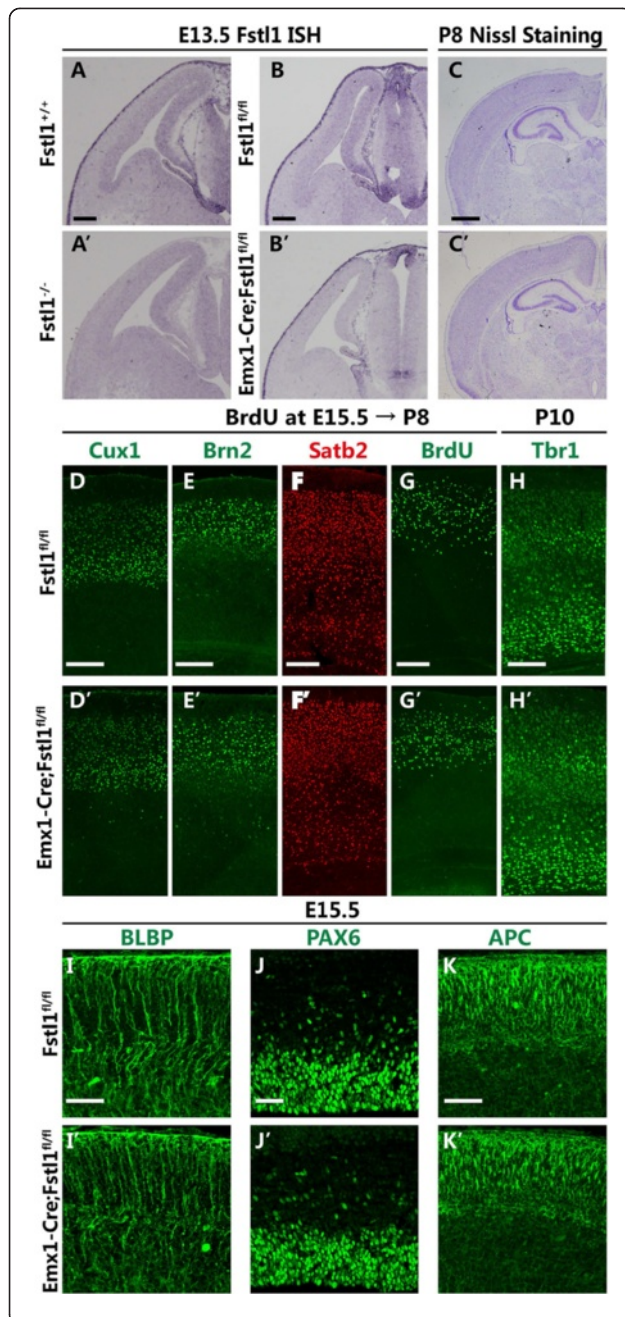 E13.5 Fstl1 ISH
P8 Nissl Staining
Fstl1+/+
A
Fstl1fl/fl
B
C
Fstl1-/-
A'
Emx1-Cre;Fstl1fl/fl
B'
C'
BrdU at E15.5 → P8
P10
Cux1
Brn2
Satb2
BrdU
Tbr1
Fstl1fl/fl
D
E
F
G
H
Emx1-Cre;Fstl1fl/fl
D'
E'
F'
G'
H'
E15.5
BLBP
PAX6
APC
Fstl1fl/fl
I
J
K
Emx1-Cre;Fstl1fl/fl
I'
J'
K'